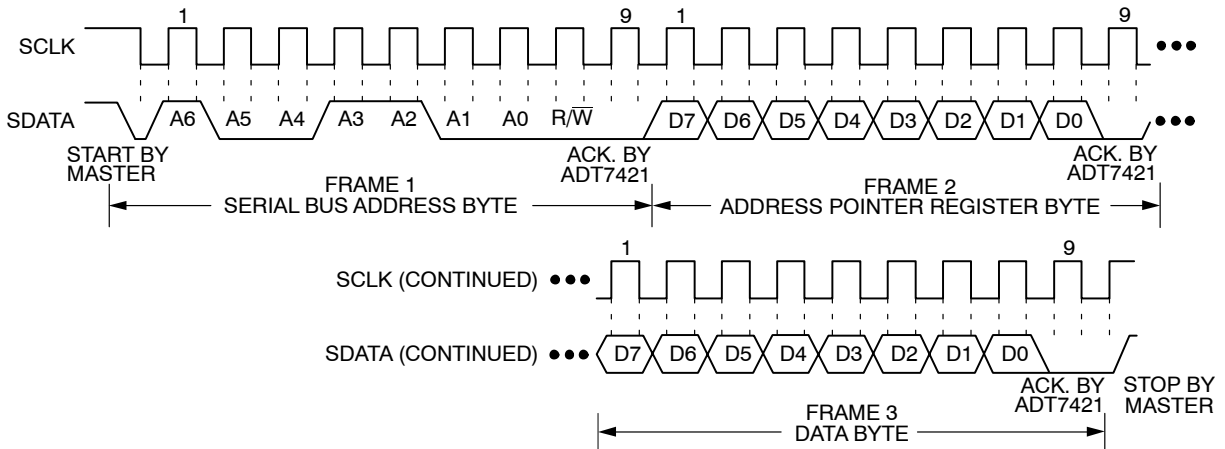 1 9 1 9
SCLK
SDATA A6 A5 A4 A3 A2 A1 A0 R/W̅ D7 D6 D5 D4 D3 D2 D1 D0
START BY
MASTER
ACK. BY
ADT7421
ACK. BY
ADT7421
FRAME 1
SERIAL BUS ADDRESS BYTE
FRAME 2
ADDRESS POINTER REGISTER BYTE
1 9
SCLK (CONTINUED)
SDATA (CONTINUED) D7 D6 D5 D4 D3 D2 D1 D0
ACK. BY
ADT7421
STOP BY
MASTER
FRAME 3
DATA BYTE